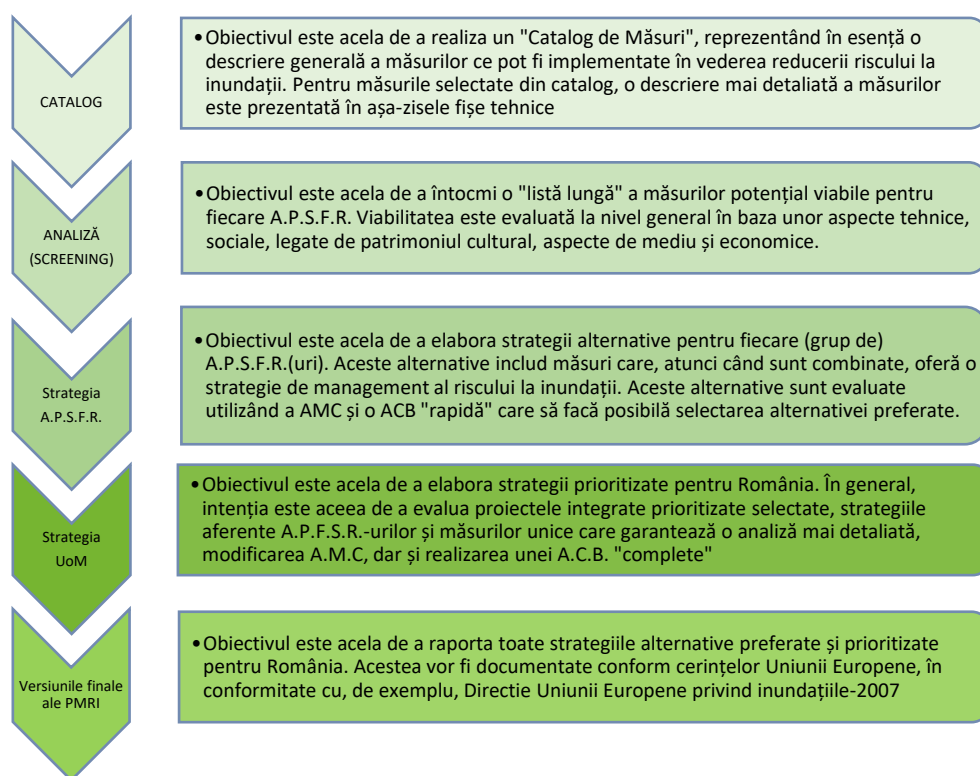 CATALOG
•Obiectivul este acela de a realiza un "Catalog de Măsuri", reprezentând în esență o
descriere generală a măsurilor ce pot fi implementate în vederea reducerii riscului la
inundații. Pentru măsurile selectate din catalog, o descriere mai detaliată a măsurilor
este prezentată în așa-zisele fișe tehnice
ANALIZĂ
(SCREENING)
•Obiectivul este acela de a întocmi o "listă lungă" a măsurilor potențial viabile pentru
fiecare A.P.S.F.R. Viabilitatea este evaluată la nivel general în baza unor aspecte tehnice,
sociale, legate de patrimoniul cultural, aspecte de mediu și economice.
Strategia
A.P.S.F.R.
•Obiectivul este acela de a elabora strategii alternative pentru fiecare (grup de)
A.P.S.F.R.(uri). Aceste alternative includ măsuri care, atunci când sunt combinate, oferă o
strategie de management al riscului la inundații. Aceste alternative sunt evaluate
utilizând a AMC și o ACB "rapidă" care să facă posibilă selectarea alternativei preferate.
Strategia
UoM
•Obiectivul este acela de a elabora strategii prioritizate pentru România. În general,
intenția este aceea de a evalua proiectele integrate prioritizate selectate, strategiile
aferente A.P.F.S.R.-urilor și măsurilor unice care garantează o analiză mai detaliată,
modificarea A.M.C, dar și realizarea unei A.C.B. "complete"
Versiunile finale
ale PMRI
•Obiectivul este acela de a raporta toate strategiile alternative preferate și prioritizate
pentru România. Acestea vor fi documentate conform cerințelor Uniunii Europene, în
conformitate cu, de exemplu, Directie Uniunii Europene privind inundațiile-2007